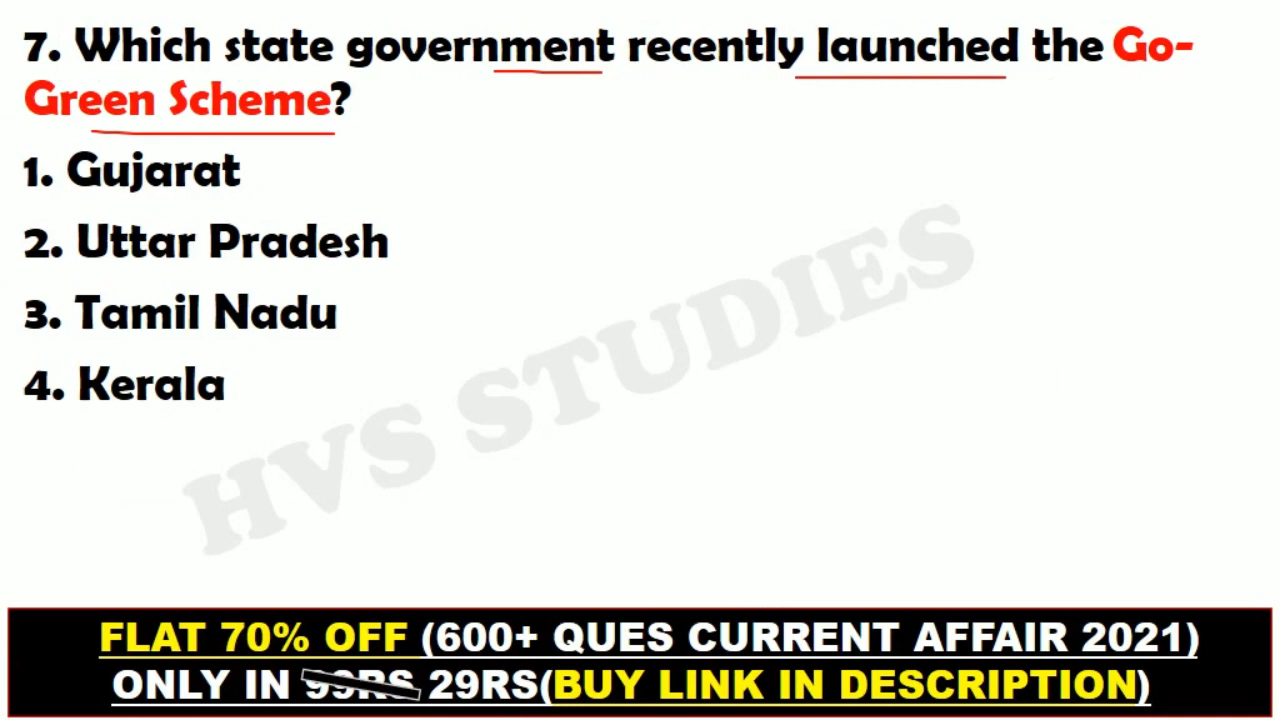 7. Which state government recently launched the Go-
Green Scheme?
1. Gujarat
2. Uttar Pradesh
3. Tamil Nadu
4. Kerala
HVS STUDIES
FLAT 70% OFF (600+ QUES CURRENT AFFAIR 2021)
ONLY IN 99RS 29RS(BUY LINK IN DESCRIPTION)